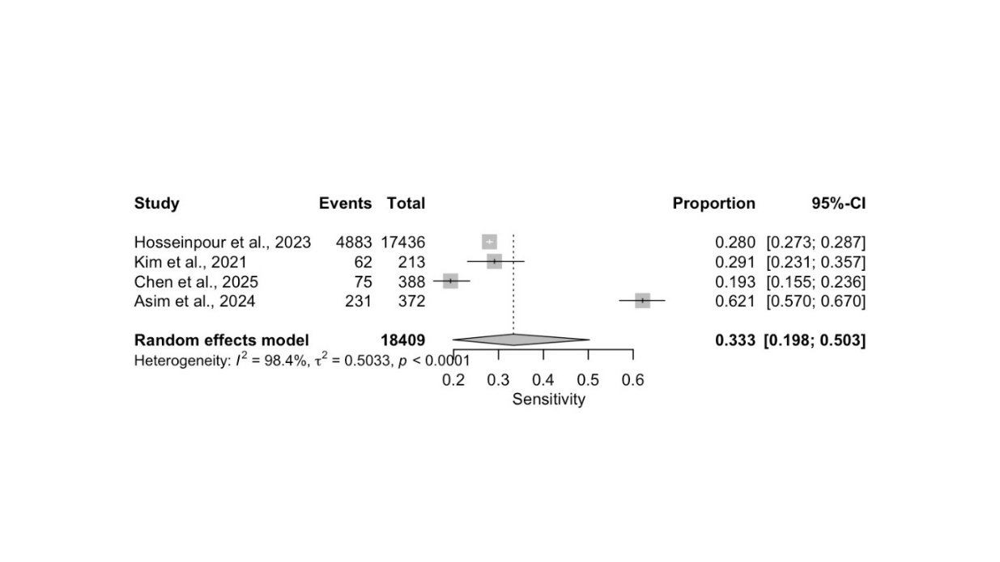 Study Events Total Proportion 95%-CI
Hosseinpour et al., 2023 4883 17436 0.280 [0.273; 0.287]
Kim et al., 2021 62 213 0.291 [0.231; 0.357]
Chen et al., 2025 75 388 0.193 [0.155; 0.236]
Asim et al., 2024 231 372 0.621 [0.570; 0.670]
Random effects model 18409 0.333 [0.198; 0.503]
Heterogeneity: I² = 98.4%, τ² = 0.5033, p < 0.0001
0.2 0.3 0.4 0.5 0.6
Sensitivity